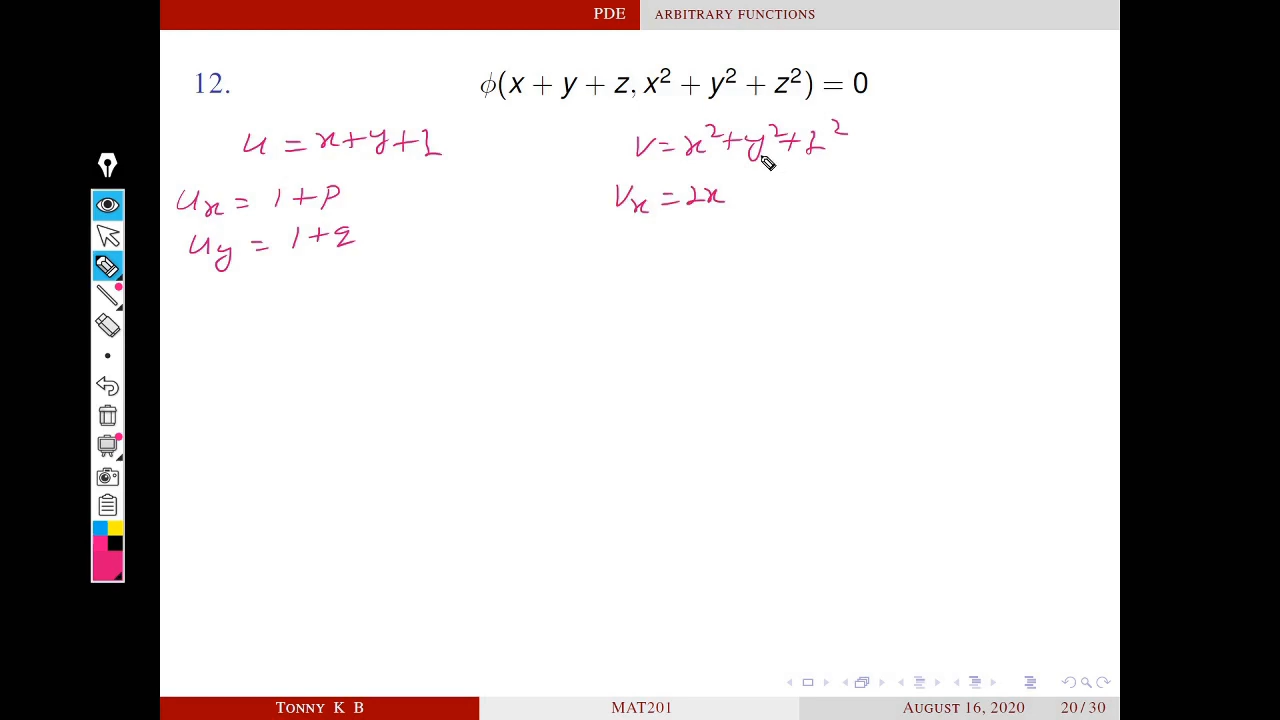 PDE ARBITRARY FUNCTIONS
12. ϕ(x + y + z, x² + y² + z²) = 0
u = x+y+z v = x²+y²+z²
uₓ = 1+p vₓ = 2x
u_y = 1+q
TONNY K B MAT201 AUGUST 16, 2020 20 / 30